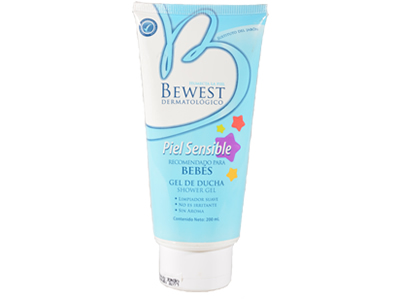 BEWEST
DERMATOLÓGICO
Piel Sensible
RECOMENDADO PARA
BEBÉS
GEL DE DUCHA
SHOWER GEL
• LIMPIADOR SUAVE
• NO ES IRRITANTE
• SIN AROMA
Contenido Neto: 200 ml